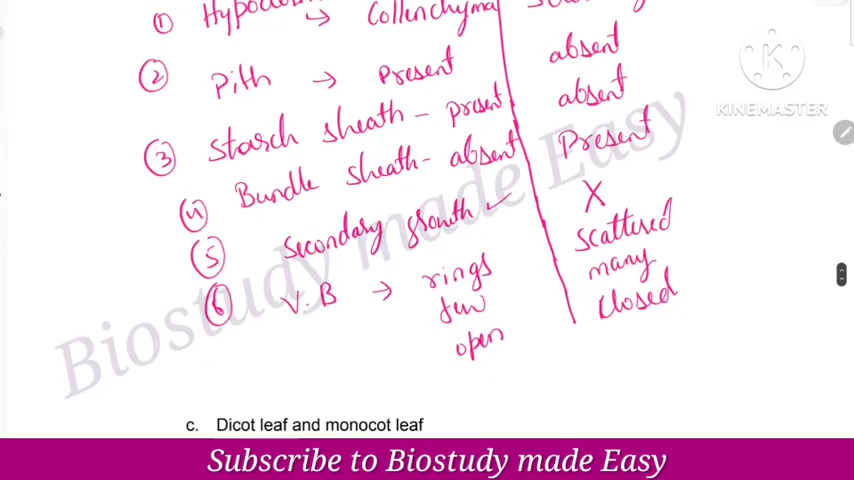 ① Hypoderm
↳ Collenchyma
② Pith → Present absent
③ Starch sheath – present absent
④ Bundle sheath – absent Present
⑤ Secondary growth ✓ X
⑥ V.B → rings scattered
few many
open closed
Biostudy made Easy
KINEMASTER
c. Dicot leaf and monocot leaf
Subscribe to Biostudy made Easy